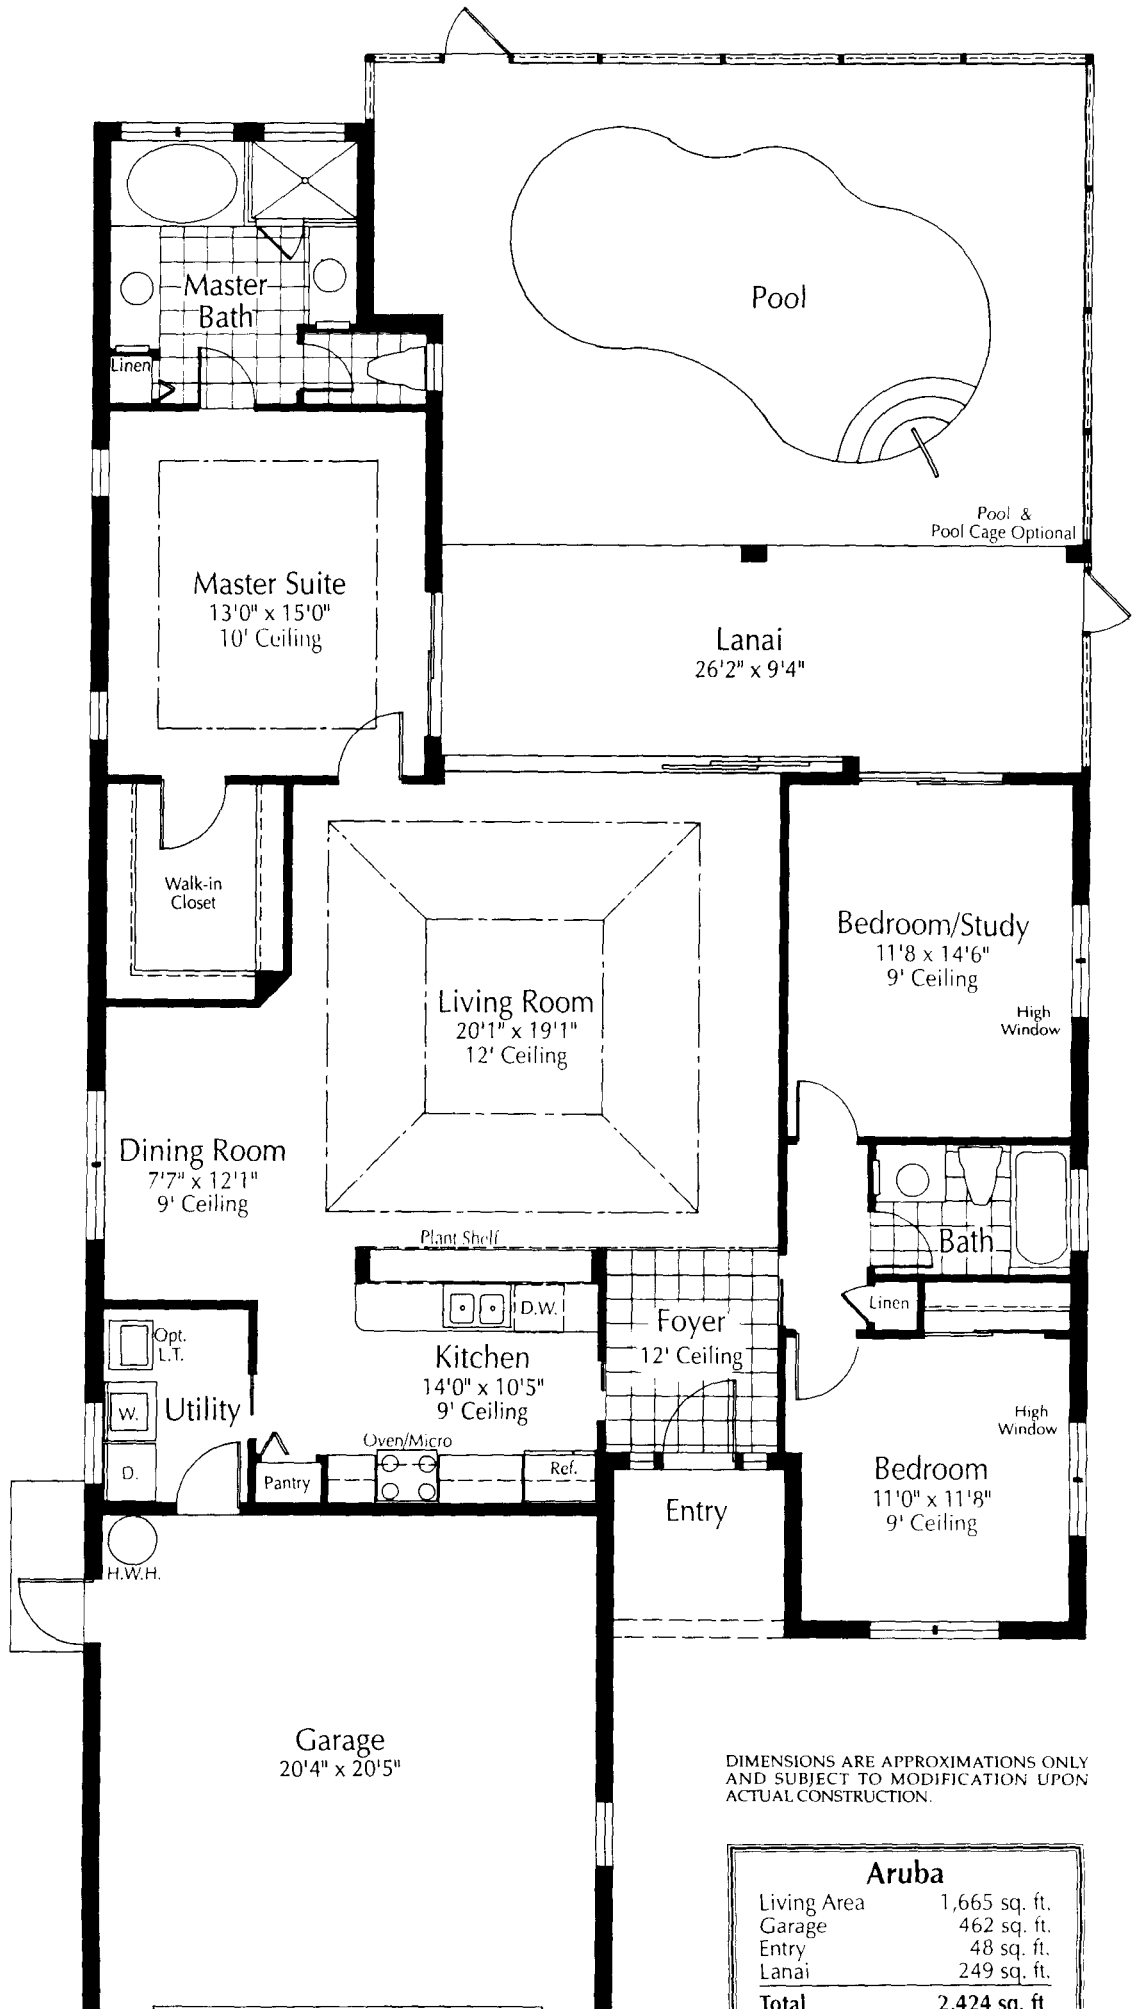 Pool
Master
Bath
Linen
Pool &
Pool Cage Optional
Master Suite
13'0" x 15'0"
10' Ceiling
Lanai
26'2" x 9'4"
Walk-in
Closet
Bedroom/Study
11'8 x 14'6"
9' Ceiling
High
Window
Living Room
20'1" x 19'1"
12' Ceiling
Dining Room
7'7" x 12'1"
9' Ceiling
Plant Shelf
Bath
Linen
D.W.
Foyer
12' Ceiling
Opt.
L.T.
Kitchen
14'0" x 10'5"
9' Ceiling
W.
Utility
High
Window
Oven/Micro
D.
Pantry
Ref.
Bedroom
11'0" x 11'8"
9' Ceiling
Entry
H.W.H.
Garage
20'4" x 20'5"
DIMENSIONS ARE APPROXIMATIONS ONLY
AND SUBJECT TO MODIFICATION UPON
ACTUAL CONSTRUCTION.
Aruba
Living Area 1,665 sq. ft.
Garage 462 sq. ft.
Entry 48 sq. ft.
Lanai 249 sq. ft.
Total 2,424 sq. ft